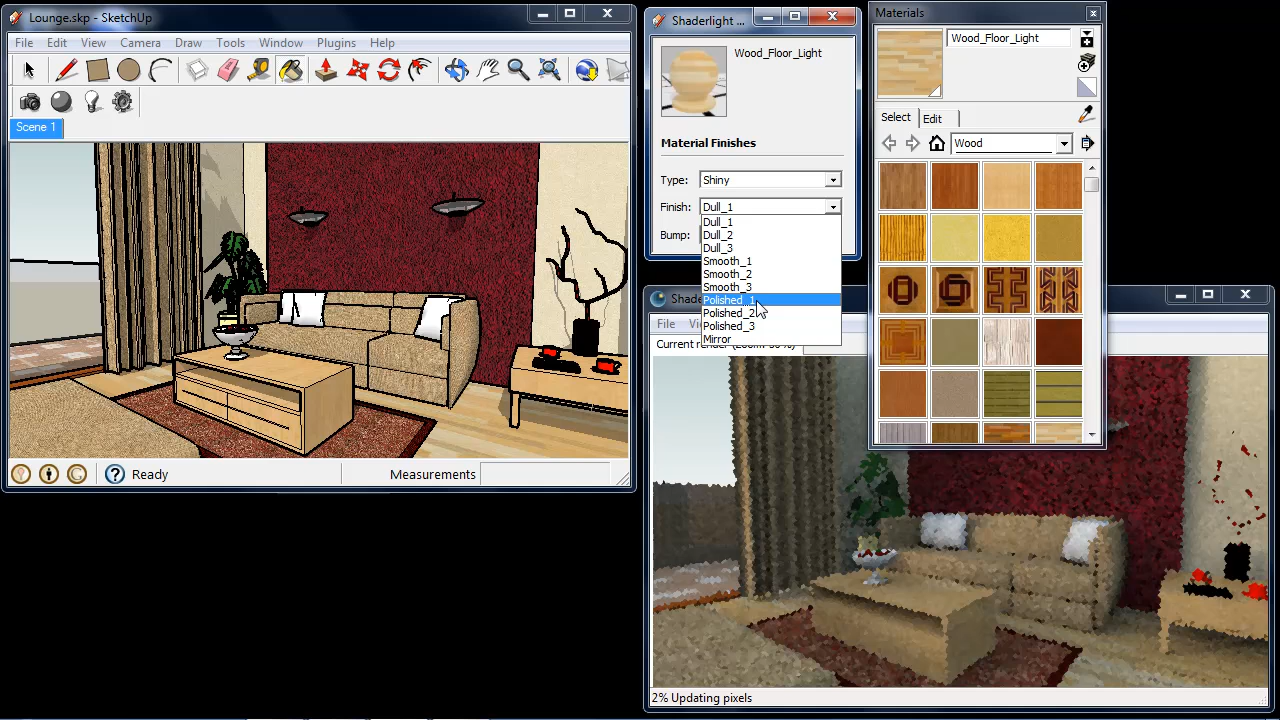 Lounge.skp - SketchUp
File Edit View Camera Draw Tools Window Plugins Help
Scene 1
Ready
Measurements
Shaderlight ...
Wood_Floor_Light
Material Finishes
Type: Shiny
Finish: Dull_1
Bump:
Dull_1
Dull_2
Dull_3
Smooth_1
Smooth_2
Smooth_3
Polished_1
Polished_2
Polished_3
Mirror
Materials
Wood_Floor_Light
Select Edit
Wood
File
2% Updating pixels